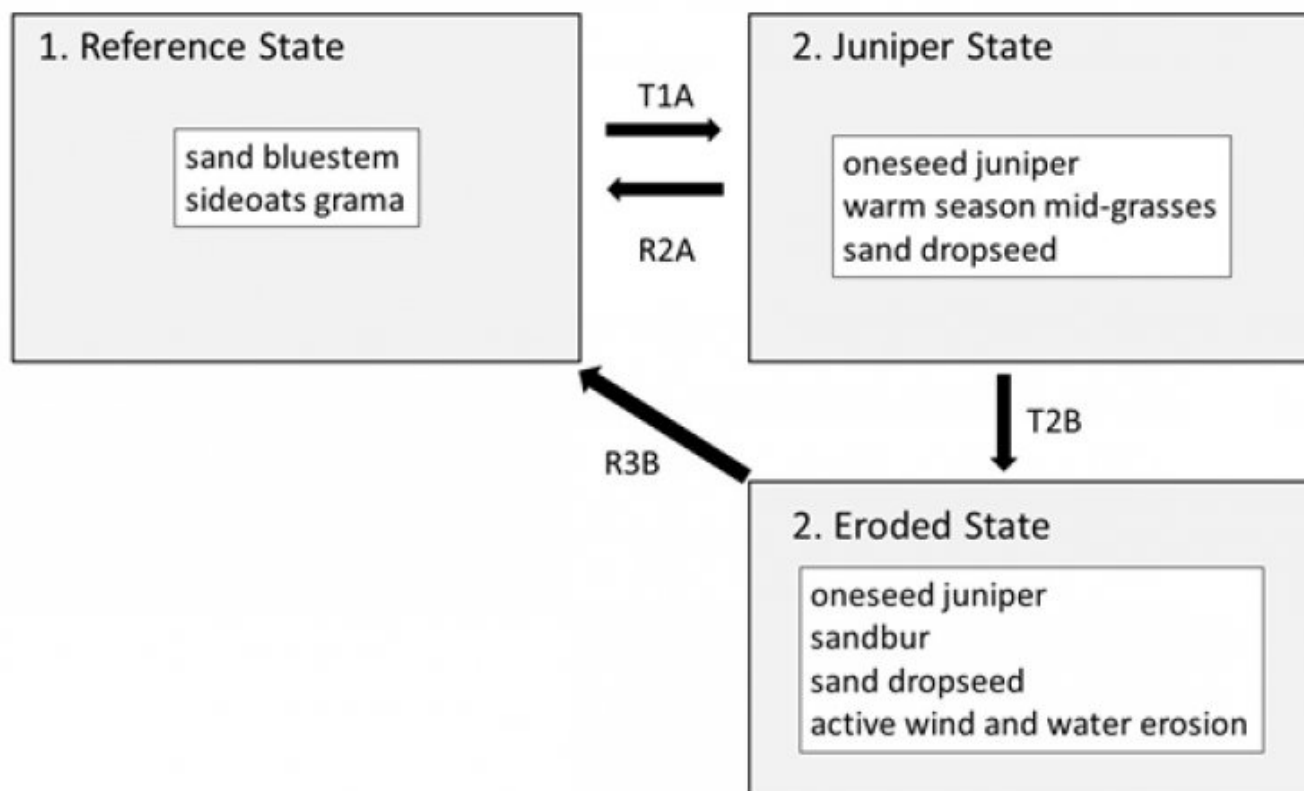 1. Reference State
sand bluestem
sideoats grama
T1A
R2A
2. Juniper State
oneseed juniper
warm season mid-grasses
sand dropseed
T2B
R3B
2. Eroded State
oneseed juniper
sandbur
sand dropseed
active wind and water erosion